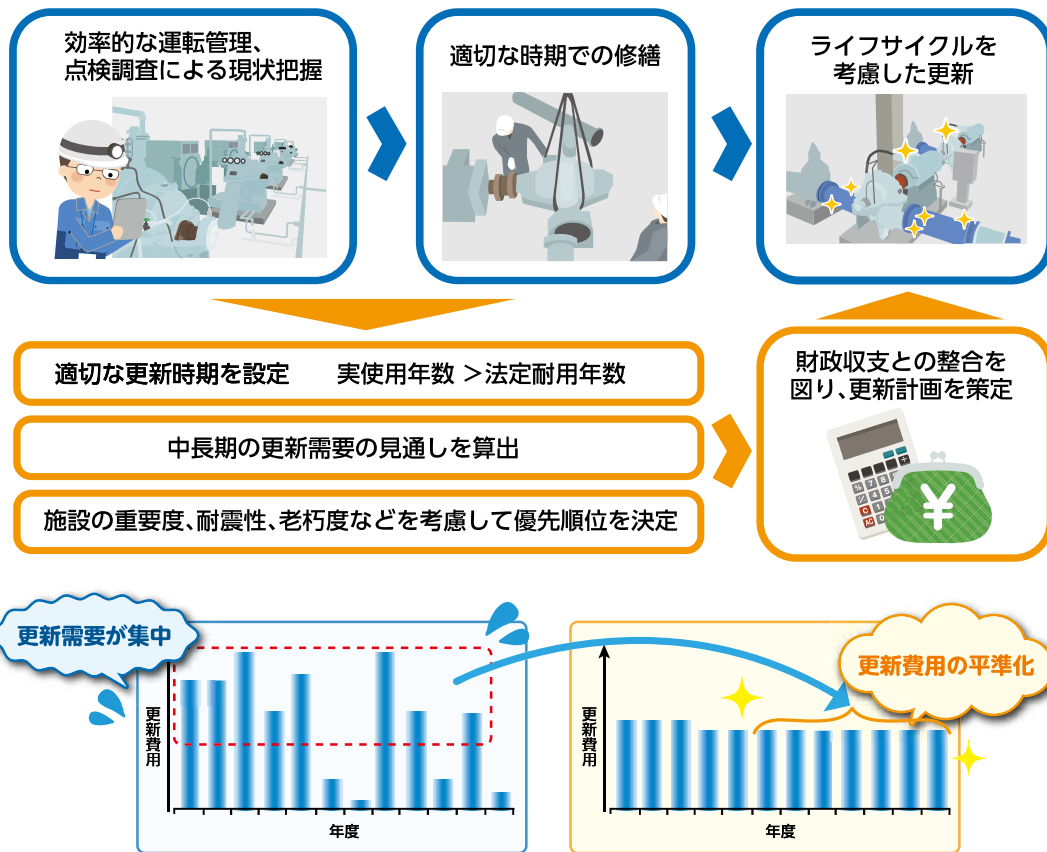 効率的な運転管理、
点検調査による現状把握
適切な時期での修繕
ライフサイクルを
考慮した更新
適切な更新時期を設定　実使用年数 ＞法定耐用年数
中長期の更新需要の見通しを算出
施設の重要度、耐震性、老朽度などを考慮して優先順位を決定
財政収支との整合を
図り、更新計画を策定
¥
更新需要が集中
更新費用
年度
更新費用の平準化
更新費用
年度